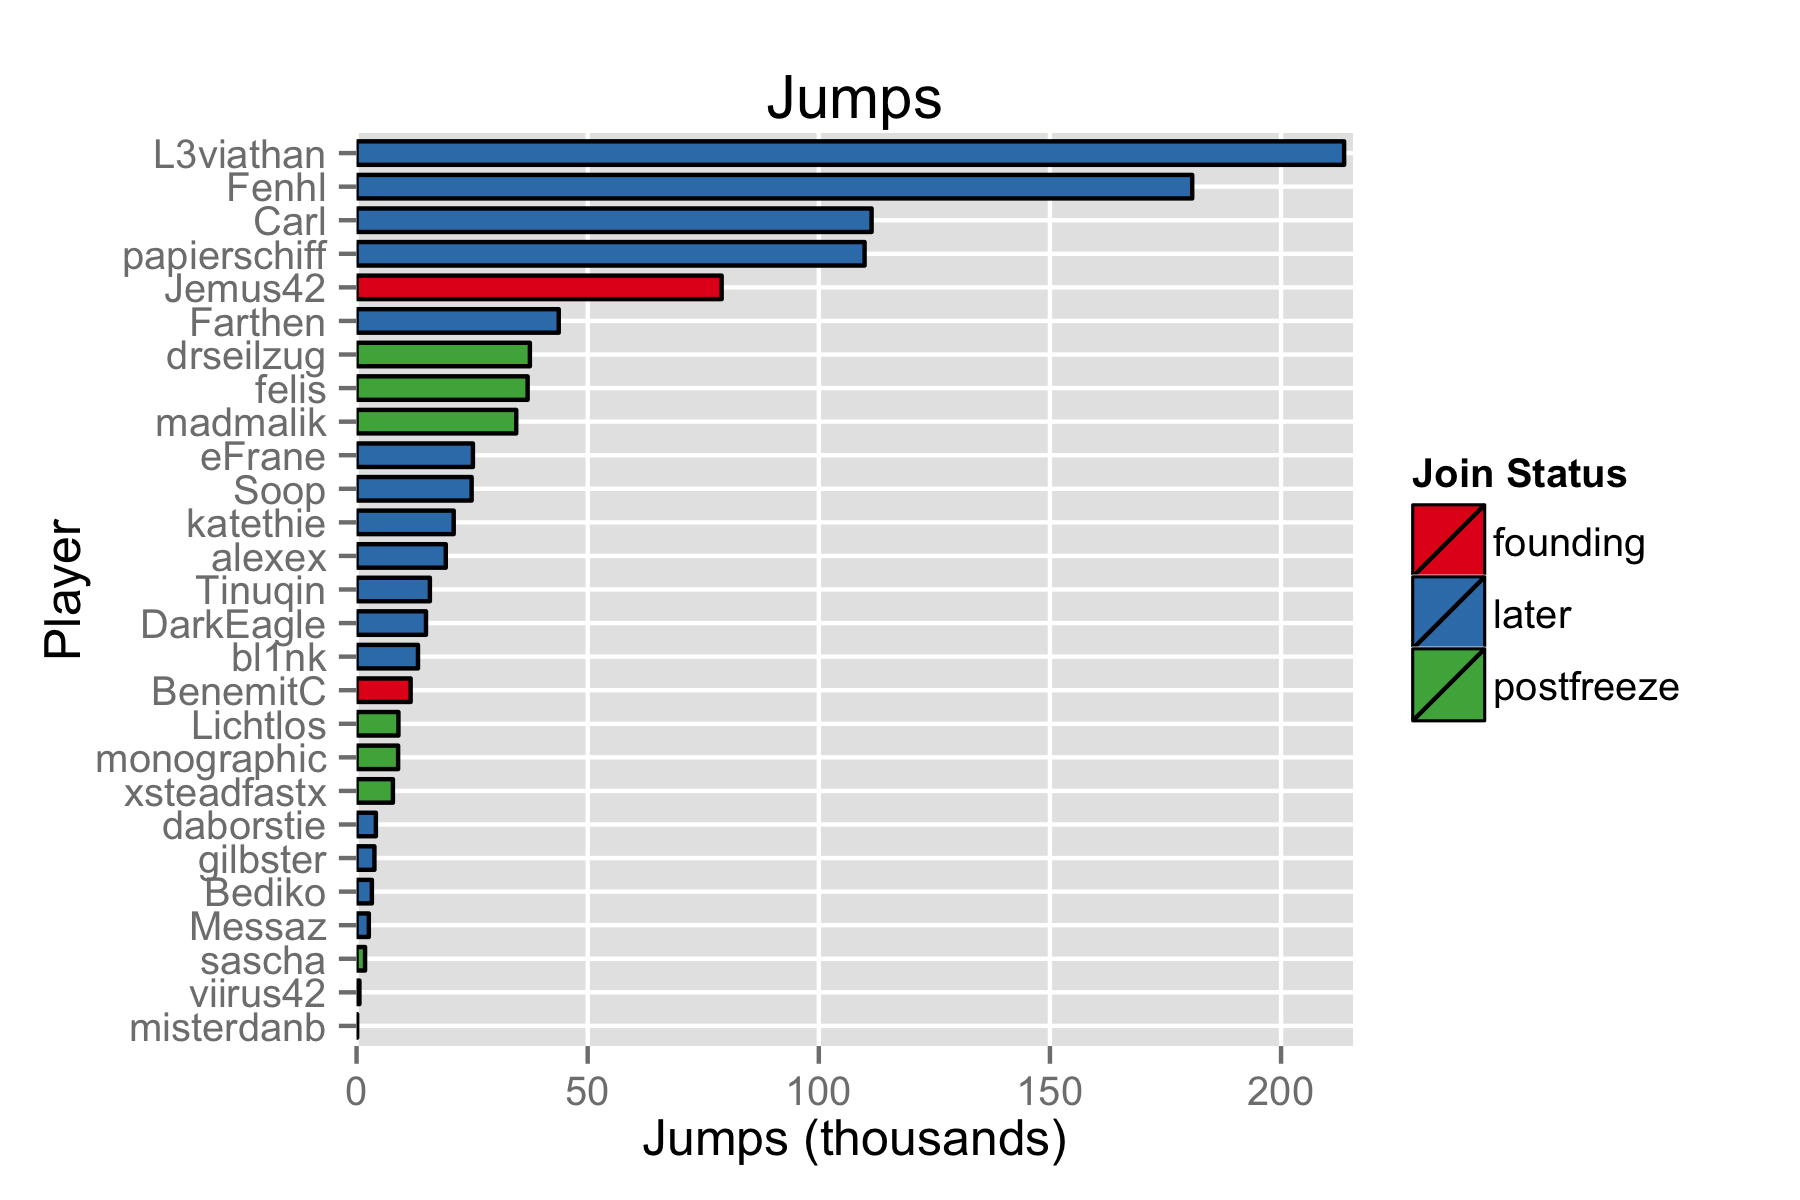 Jumps
Player
L3viathan
Fenhl
Carl
papierschiff
Jemus42
Farthen
drseilzug
felis
madmalik
eFrane
Soop
katethie
alexex
Tinuqin
DarkEagle
bl1nk
BenemitC
Lichtlos
monographic
xsteadfastx
daborstie
gilbster
Bediko
Messaz
sascha
viirus42
misterdanb
0 50 100 150 200
Jumps (thousands)
Join Status
founding
later
postfreeze